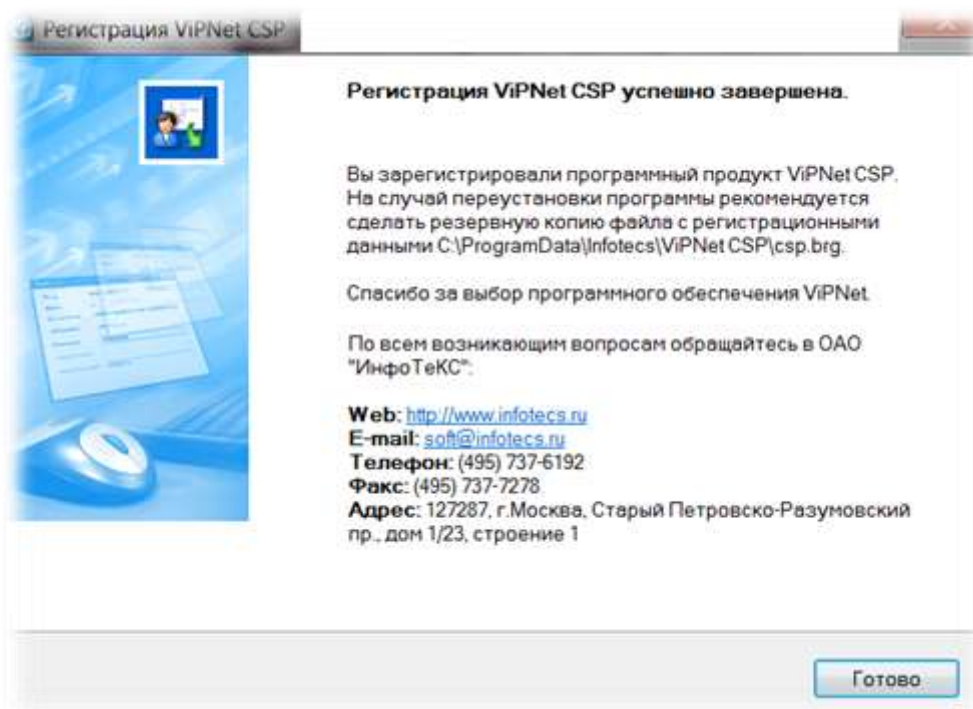 Регистрация ViPNet CSP
Регистрация ViPNet CSP успешно завершена.
Вы зарегистрировали программный продукт ViPNet CSP.
На случай переустановки программы рекомендуется
сделать резервную копию файла с регистрационными
данными C:\ProgramData\Infotecs\ViPNet CSP\csp.brg.
Спасибо за выбор программного обеспечения ViPNet.
По всем возникающим вопросам обращайтесь в ОАО
"ИнфоТеКС":
Web: http://www.infotecs.ru
E-mail: soft@infotecs.ru
Телефон: (495) 737-6192
Факс: (495) 737-7278
Адрес: 127287, г.Москва, Старый Петровско-Разумовский
пр., дом 1/23, строение 1
Готово